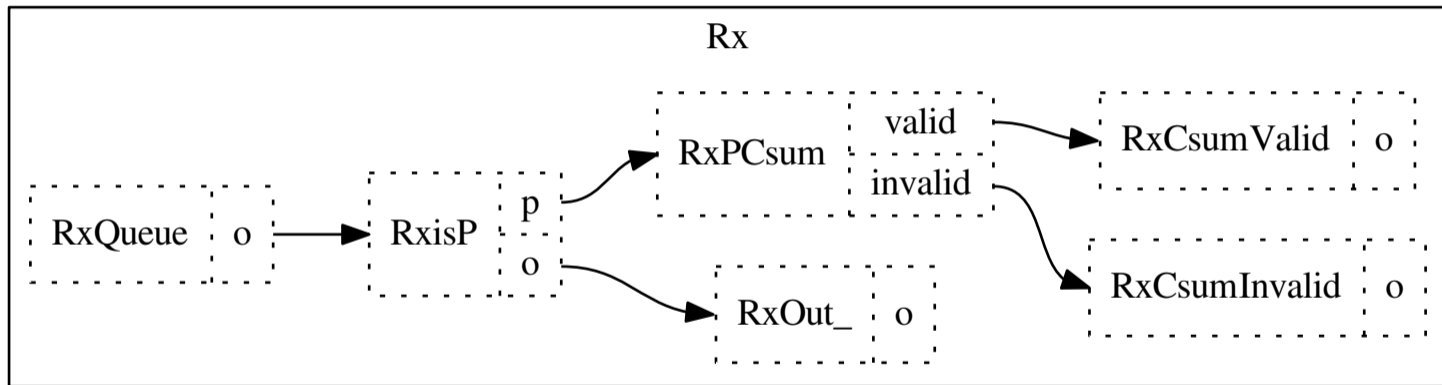 Rx
RxQueue o
RxisP p o
RxPCsum valid invalid
RxOut_ o
RxCsumValid o
RxCsumInvalid o